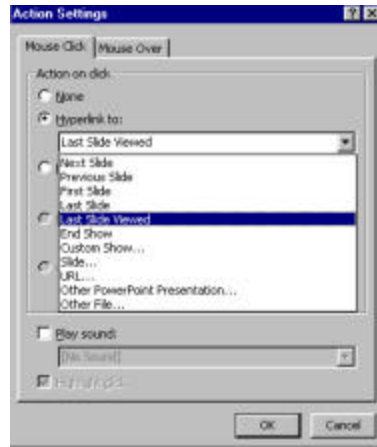 Action Settings
Mouse Click
Mouse Over
Action on click
None
Hyperlink to:
Last Slide Viewed
Next Slide
Previous Slide
First Slide
Last Slide
Last Slide Viewed
End Show
Custom Show...
Slide...
URL...
Other PowerPoint Presentation...
Other File...
Play sound:
[No Sound]
OK
Cancel